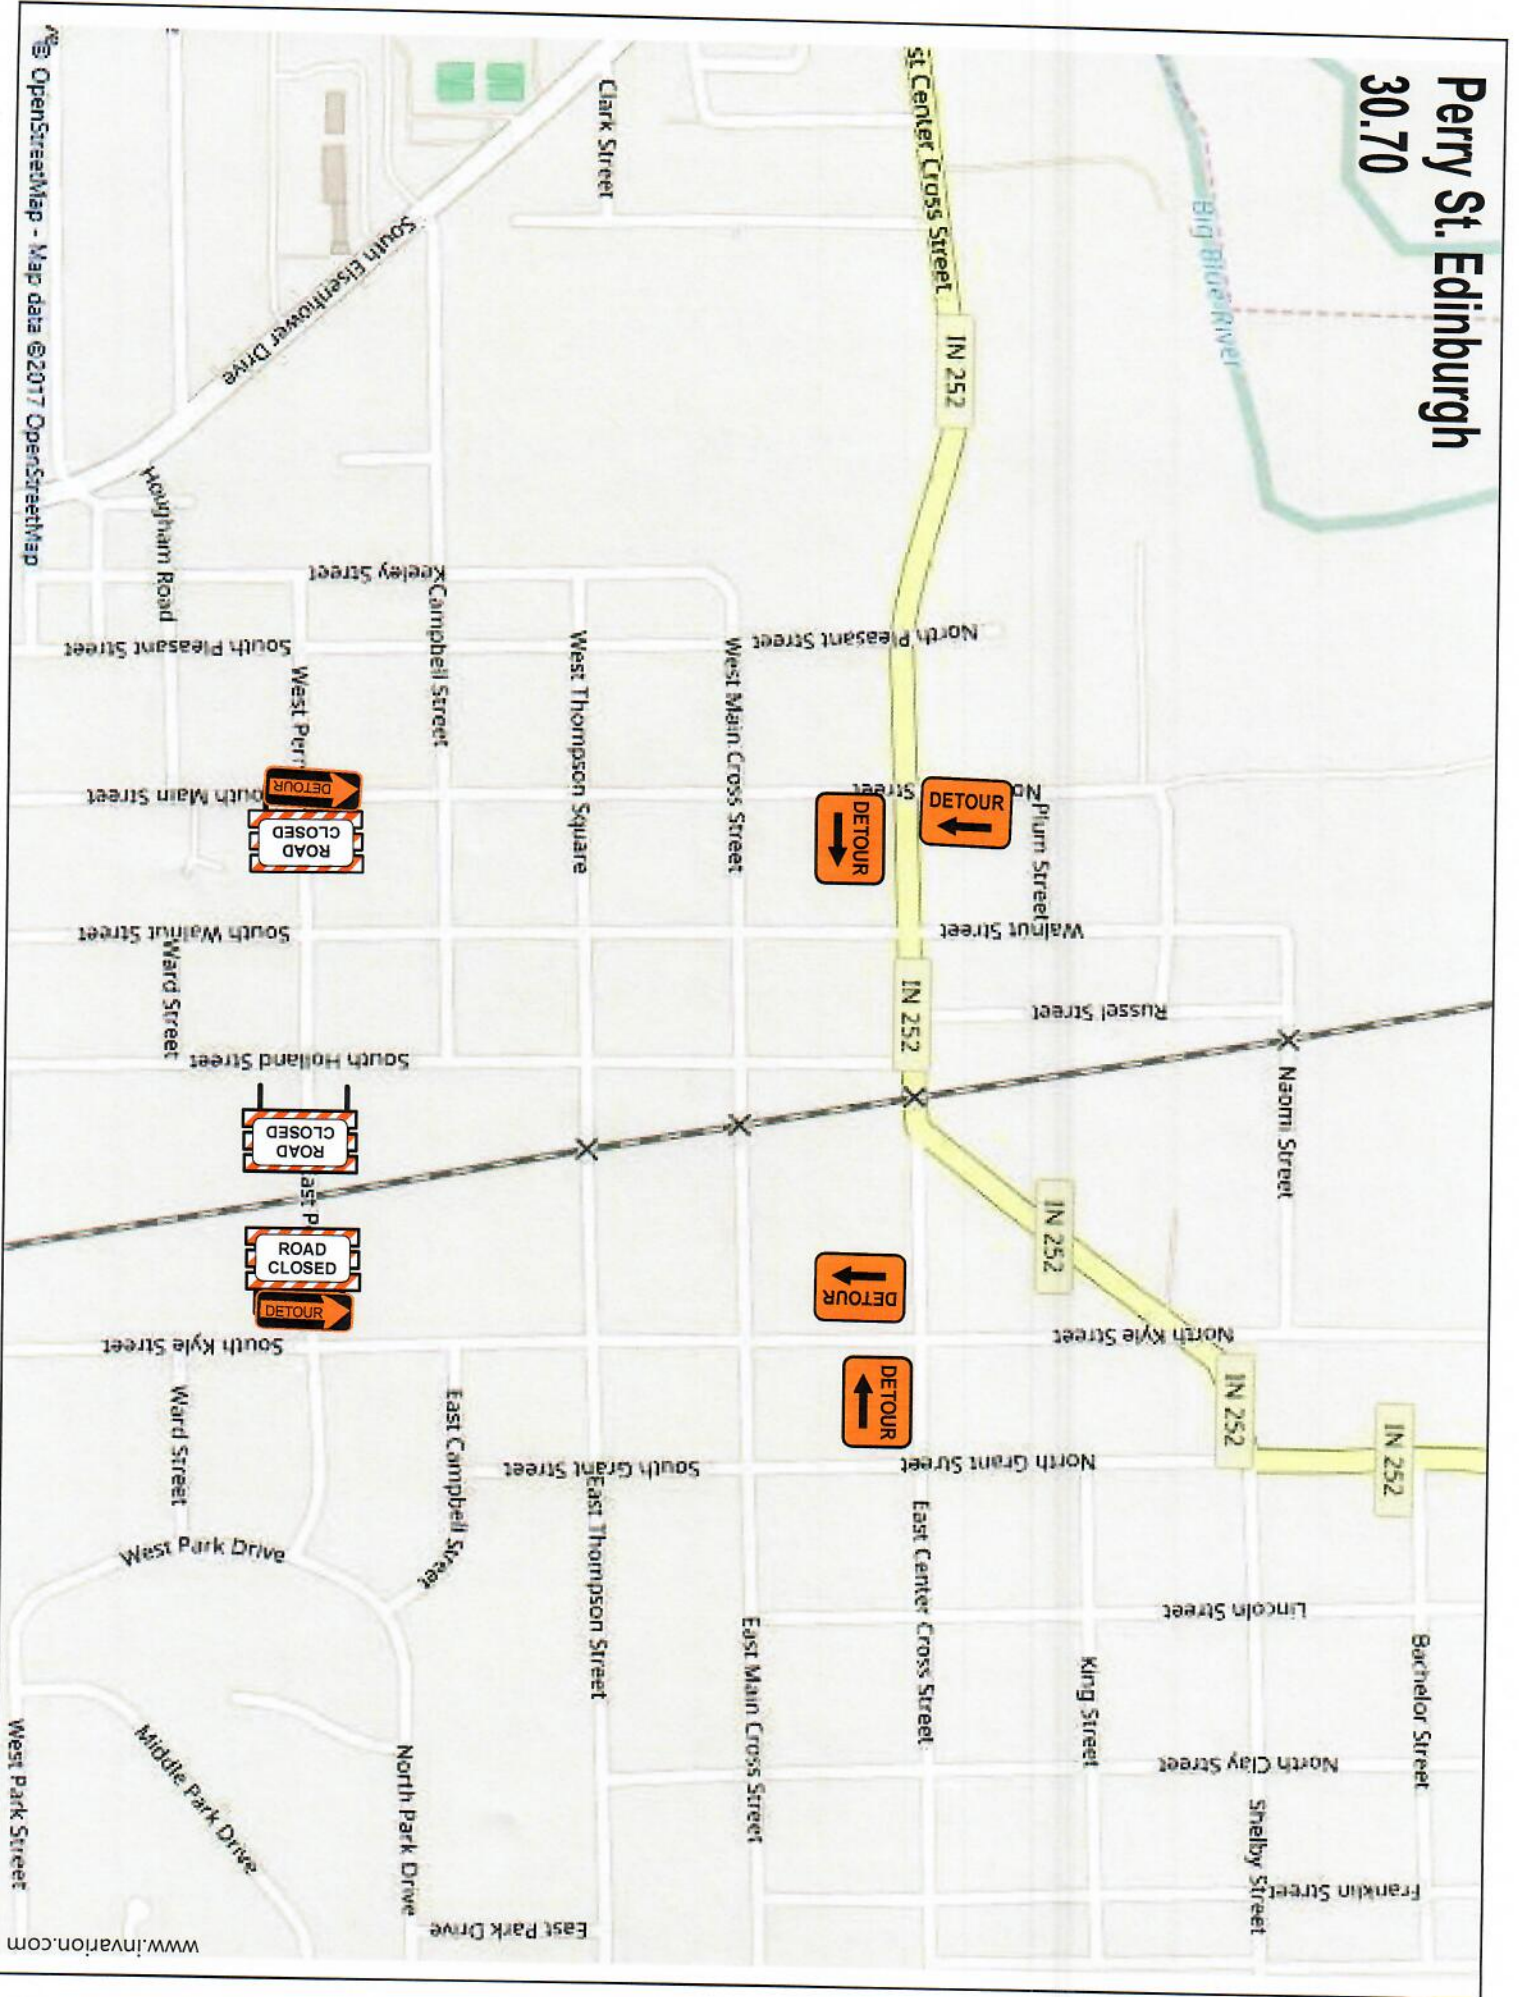 Perry St. Edinburgh
30.70
Big Blue River
st Center Cross Street
IN 252
Clark Street
South Eisenhower Drive
Hougham Road
Keeley Street
Campbell Street
South Pleasant Street
North Pleasant Street
West Perr
West Thompson Square
West Main Cross Street
outh Main Street
No
Street
Plum Street
DETOUR
ROAD
CLOSED
DETOUR
DETOUR
South Walnut Street
Walnut Street
Ward Street
IN 252
Russel Street
South Holland Street
Naomi Street
ROAD
CLOSED
ast P
ROAD
CLOSED
DETOUR
DETOUR
DETOUR
IN 252
South Kyle Street
North Kyle Street
IN 252
IN 252
Ward Street
East Campbell Street
South Grant Street
North Grant Street
East Thompson Street
East Center Cross Street
West Park Drive
Lincoln Street
East Main Cross Street
King Street
Bachelor Street
North Clay Street
Shelby Street
Franklin Street
West Park Street
Middle Park Drive
North Park Drive
East Park Drive
© OpenStreetMap - Map data ©2017 OpenStreetMap
www.invarion.com